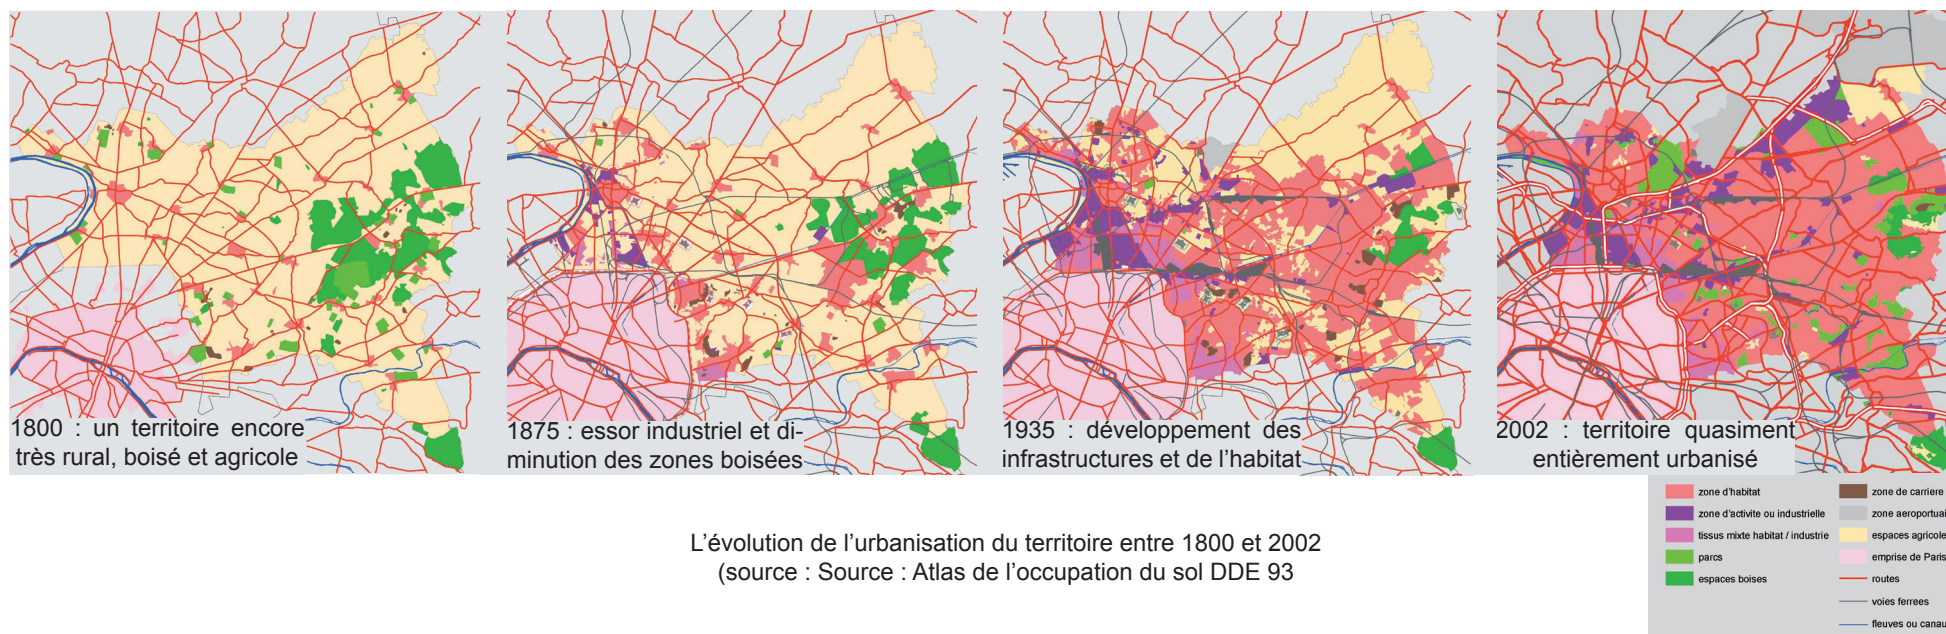 1800 : un territoire encore
très rural, boisé et agricole
1875 : essor industriel et di-
minution des zones boisées
1935 : développement des
infrastructures et de l'habitat
2002 : territoire quasiment
entièrement urbanisé
zone d'habitat
zone d'activite ou industrielle
tissus mixte habitat / industrie
parcs
espaces boises
zone de carriere
zone aeroportuai
espaces agricole
emprise de Paris
routes
voies ferrees
fleuves ou canau
L'évolution de l'urbanisation du territoire entre 1800 et 2002
(source : Source : Atlas de l'occupation du sol DDE 93